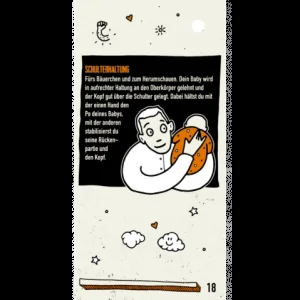 SCHULTERHALTUNG
Fürs Bäuerchen und zum Herumschauen. Dein Baby wird
in aufrechter Haltung an den Oberkörper gelehnt und
der Kopf gut über die Schulter gelegt. Dabei hältst du mit
der einen Hand den
Po deines Babys,
mit der anderen
stabilisierst du
seine Rücken-
partie und
den Kopf.
18